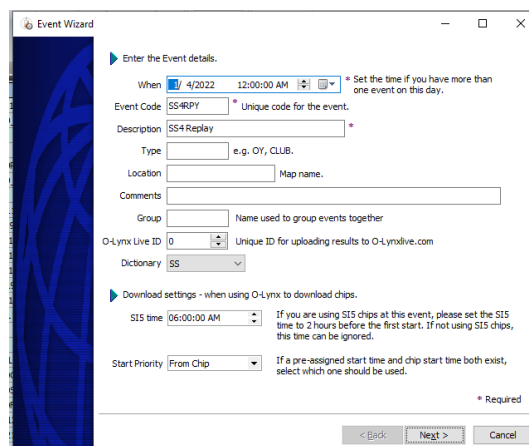 Event Wizard
Enter the Event details.
When 1/ 4/2022 12:00:00 AM * Set the time if you have more than
one event on this day.
Event Code SS4RPY * Unique code for the event.
Description SS4 Replay *
Type e.g. OY, CLUB.
Location Map name.
Comments
Group Name used to group events together
O-Lynx Live ID 0 Unique ID for uploading results to O-Lynxlive.com
Dictionary SS
Download settings - when using O-Lynx to download chips.
SI5 time 06:00:00 AM If you are using SI5 chips at this event, please set the SI5
time to 2 hours before the first start. If not using SI5 chips,
this time can be ignored.
Start Priority From Chip If a pre-assigned start time and chip start time both exist,
select which one should be used.
* Required
< Back Next > Cancel